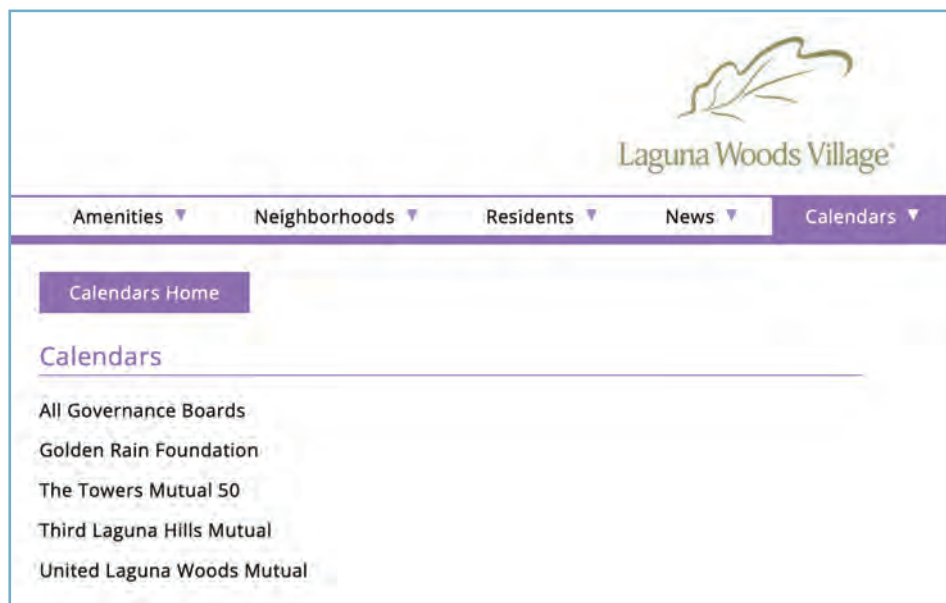 Laguna Woods Village®
Amenities ▼ Neighborhoods ▼ Residents ▼ News ▼ Calendars ▼
Calendars Home
Calendars
All Governance Boards
Golden Rain Foundation
The Towers Mutual 50
Third Laguna Hills Mutual
United Laguna Woods Mutual